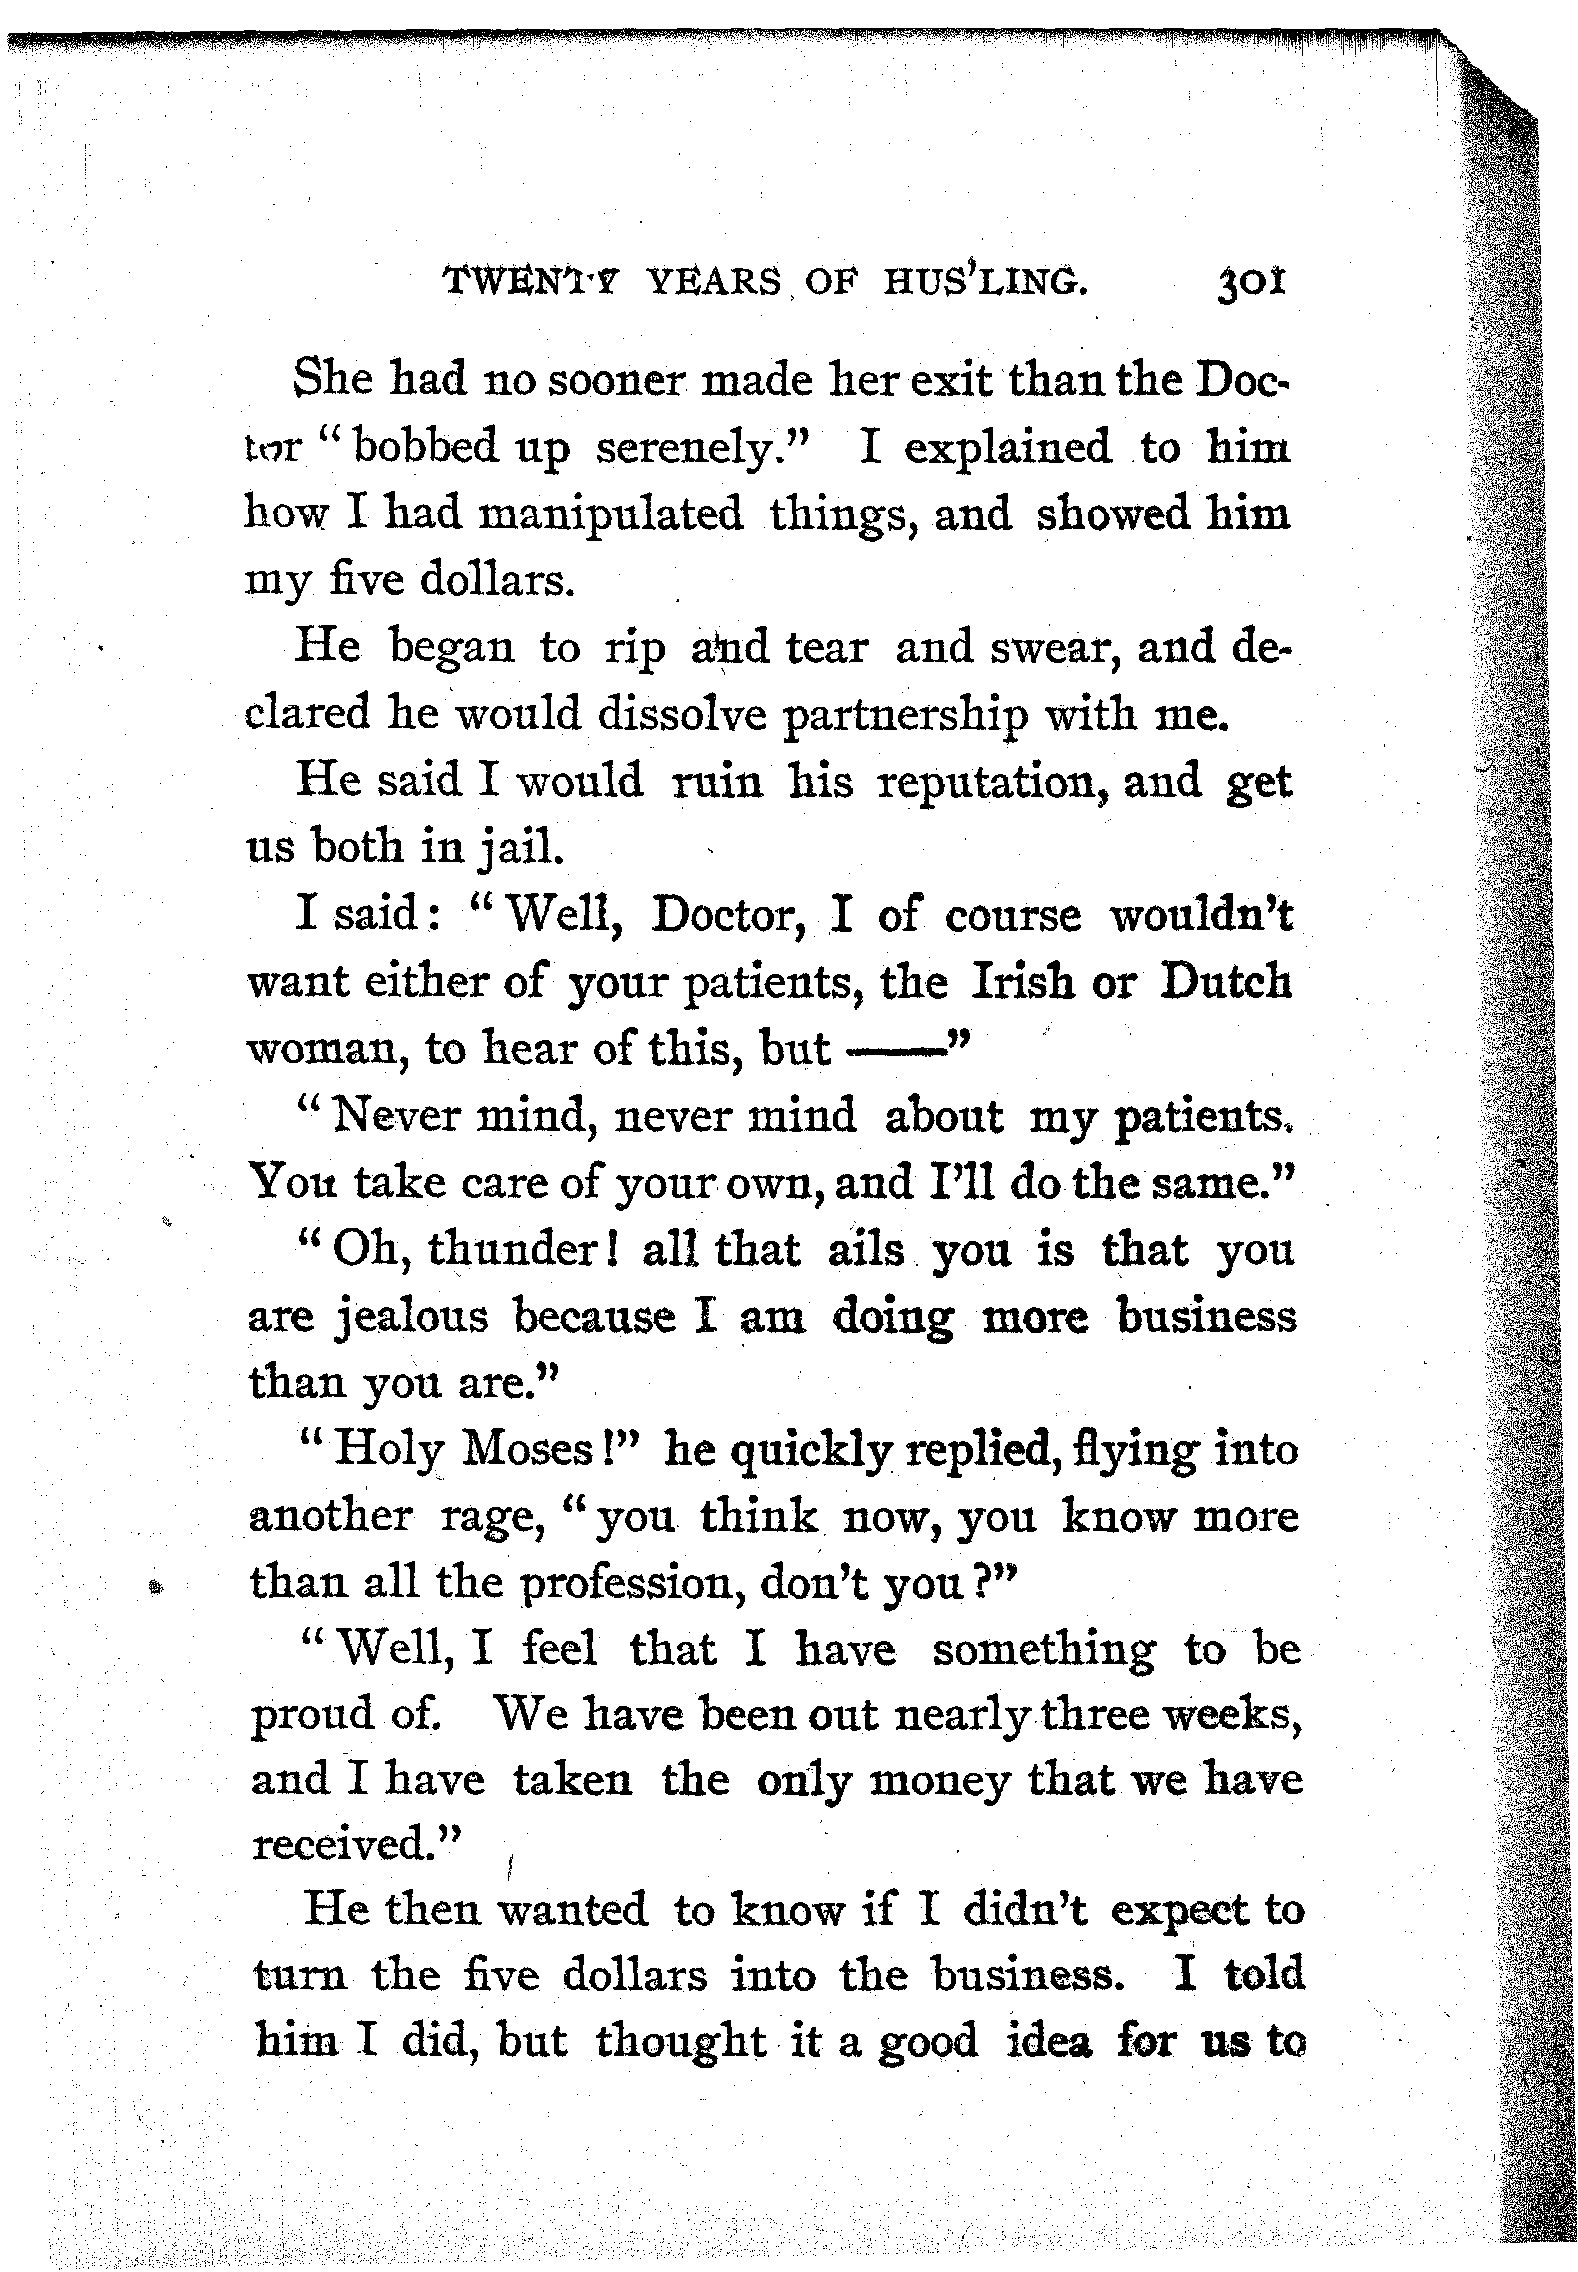 TWENTY YEARS OF HUS'LING. 301
She had no sooner made her exit than the Doc-
tor "bobbed up serenely." I explained to him
how I had manipulated things, and showed him
my five dollars.
He began to rip and tear and swear, and de-
clared he would dissolve partnership with me.
He said I would ruin his reputation, and get
us both in jail.
I said: "Well, Doctor, I of course wouldn't
want either of your patients, the Irish or Dutch
woman, to hear of this, but ——"
"Never mind, never mind about my patients.
You take care of your own, and I'll do the same."
"Oh, thunder! all that ails you is that you
are jealous because I am doing more business
than you are."
"Holy Moses!" he quickly replied, flying into
another rage, "you think now, you know more
than all the profession, don't you?"
"Well, I feel that I have something to be
proud of. We have been out nearly three weeks,
and I have taken the only money that we have
received."
He then wanted to know if I didn't expect to
turn the five dollars into the business. I told
him I did, but thought it a good idea for us to